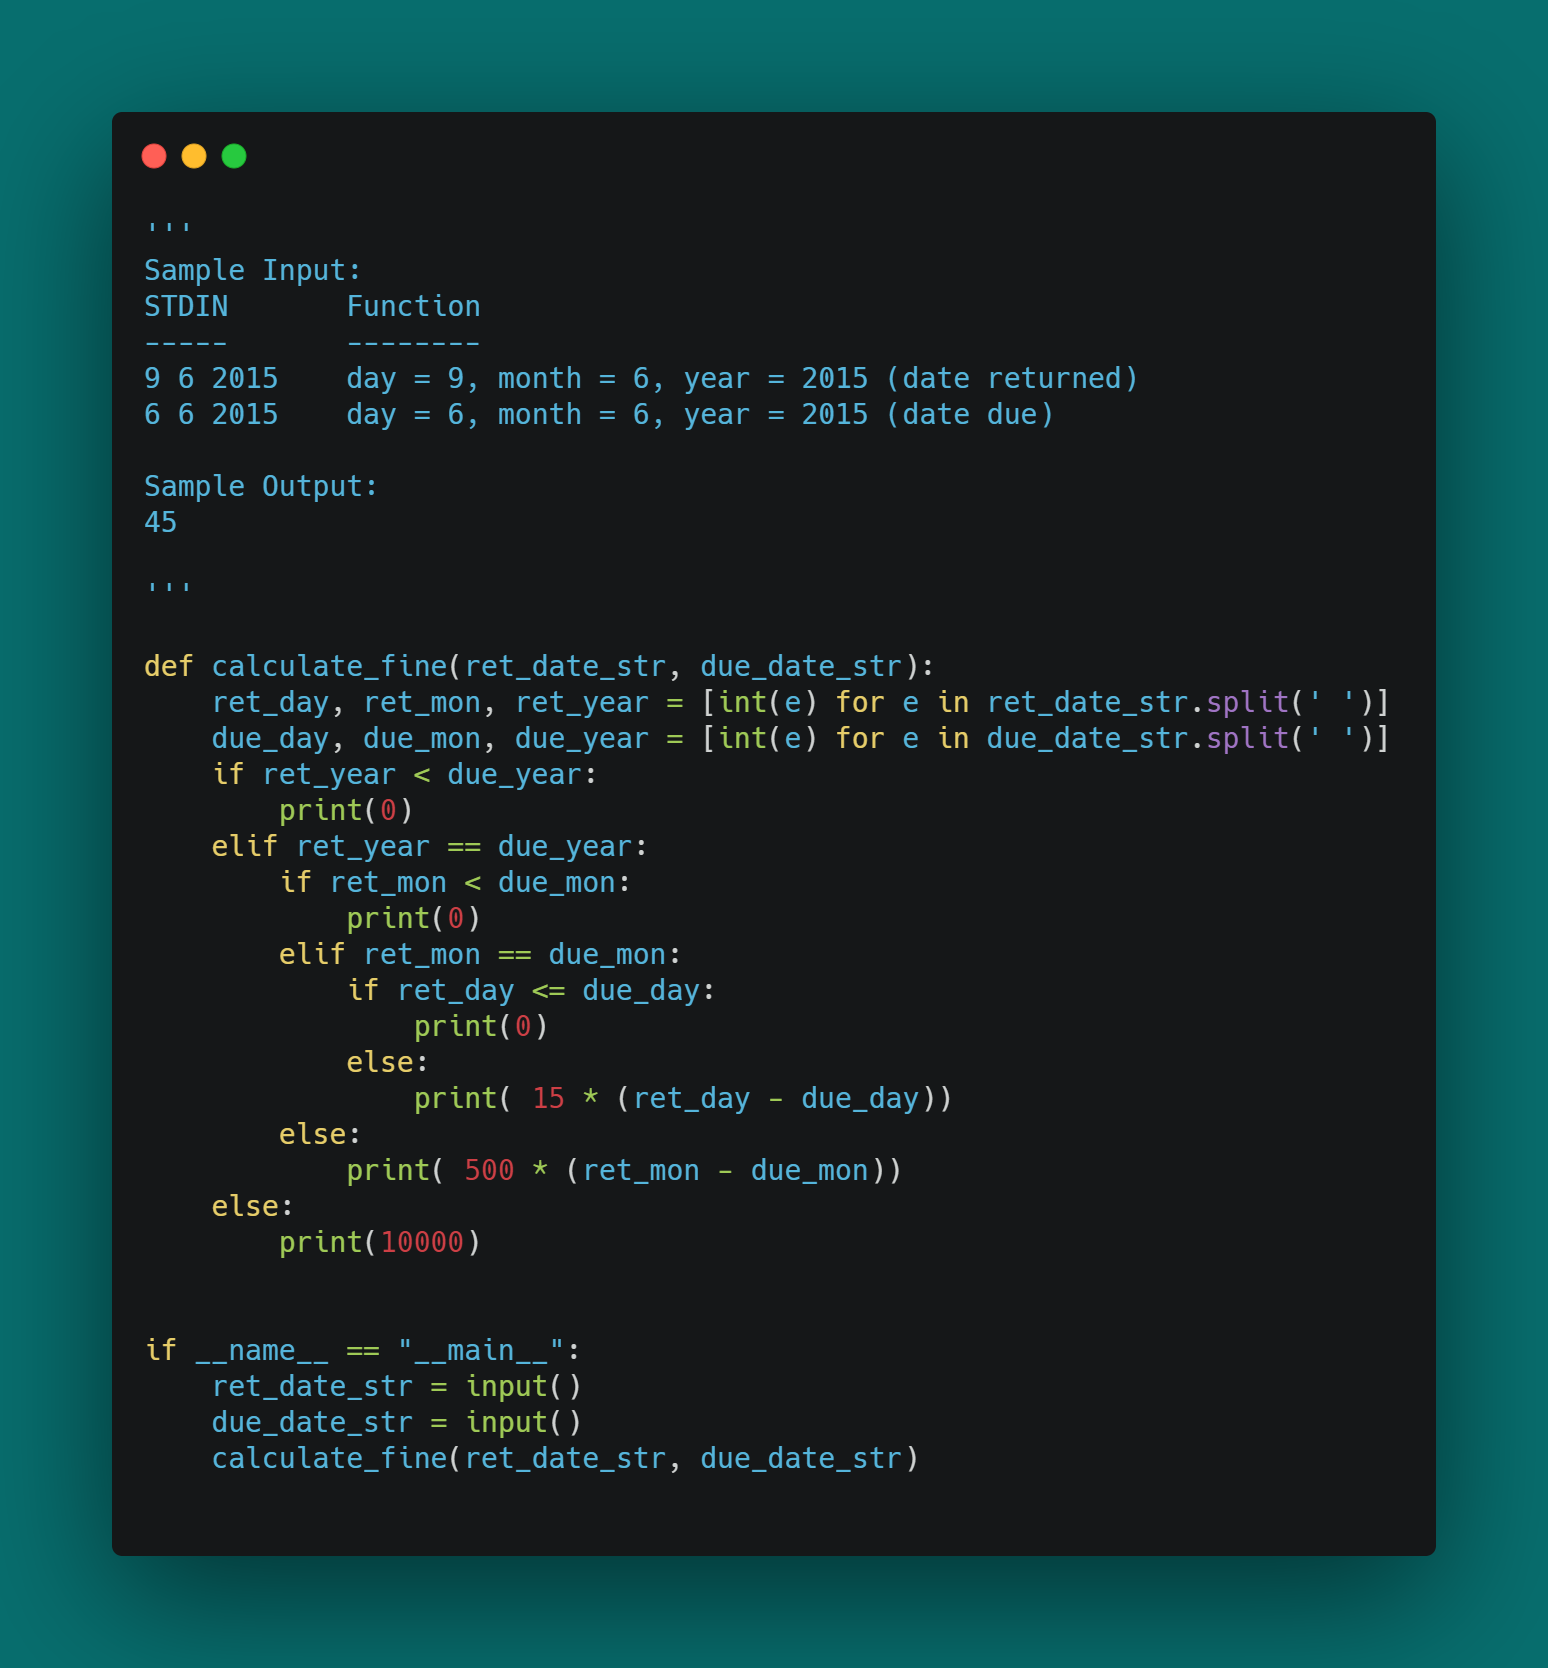 '''
Sample Input:
STDIN       Function
-----       --------
9 6 2015    day = 9, month = 6, year = 2015 (date returned)
6 6 2015    day = 6, month = 6, year = 2015 (date due)

Sample Output:
45

'''

def calculate_fine(ret_date_str, due_date_str):
    ret_day, ret_mon, ret_year = [int(e) for e in ret_date_str.split(' ')]
    due_day, due_mon, due_year = [int(e) for e in due_date_str.split(' ')]
    if ret_year < due_year:
        print(0)
    elif ret_year == due_year:
        if ret_mon < due_mon:
            print(0)
        elif ret_mon == due_mon:
            if ret_day <= due_day:
                print(0)
            else:
                print( 15 * (ret_day - due_day))
        else:
            print( 500 * (ret_mon - due_mon))
    else:
        print(10000)


if __name__ == "__main__":
    ret_date_str = input()
    due_date_str = input()
    calculate_fine(ret_date_str, due_date_str)